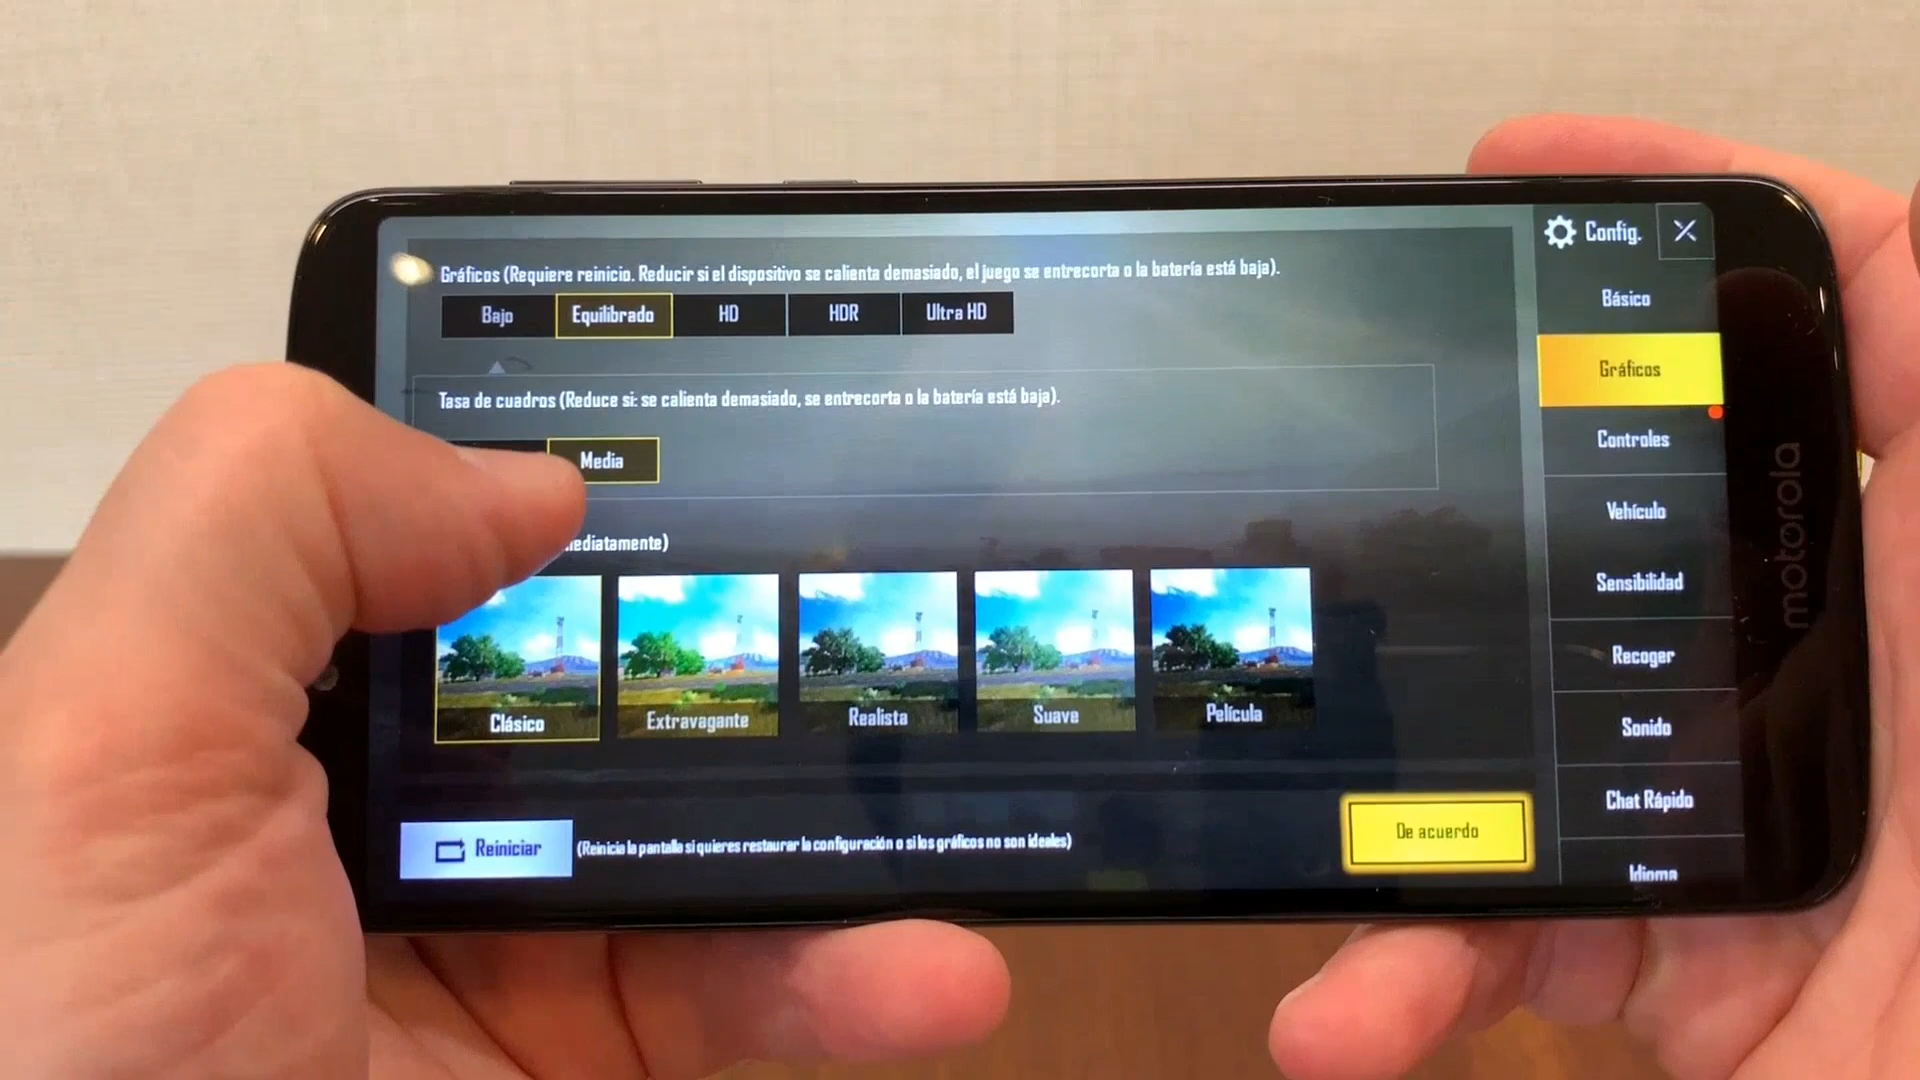 Config.
Gráficos (Requiere reinicio. Reducir si el dispositivo se calienta demasiado, el juego se entrecorta o la batería está baja).
Bajo
Equilibrado
HD
HDR
Ultra HD
Tasa de cuadros (Reduce si: se calienta demasiado, se entrecorta o la batería está baja).
Media
Clásico
Extravagante
Realista
Suave
Película
Reiniciar
(Reinicia la pantalla si quieres restaurar la configuración o si los gráficos no son ideales)
De acuerdo
Básico
Gráficos
Controles
Vehículo
Sensibilidad
Recoger
Sonido
Chat Rápido
Idioma
motorola